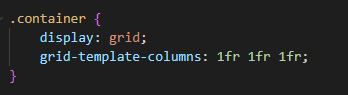 .container {
    display: grid;
    grid-template-columns: 1fr 1fr 1fr;
}